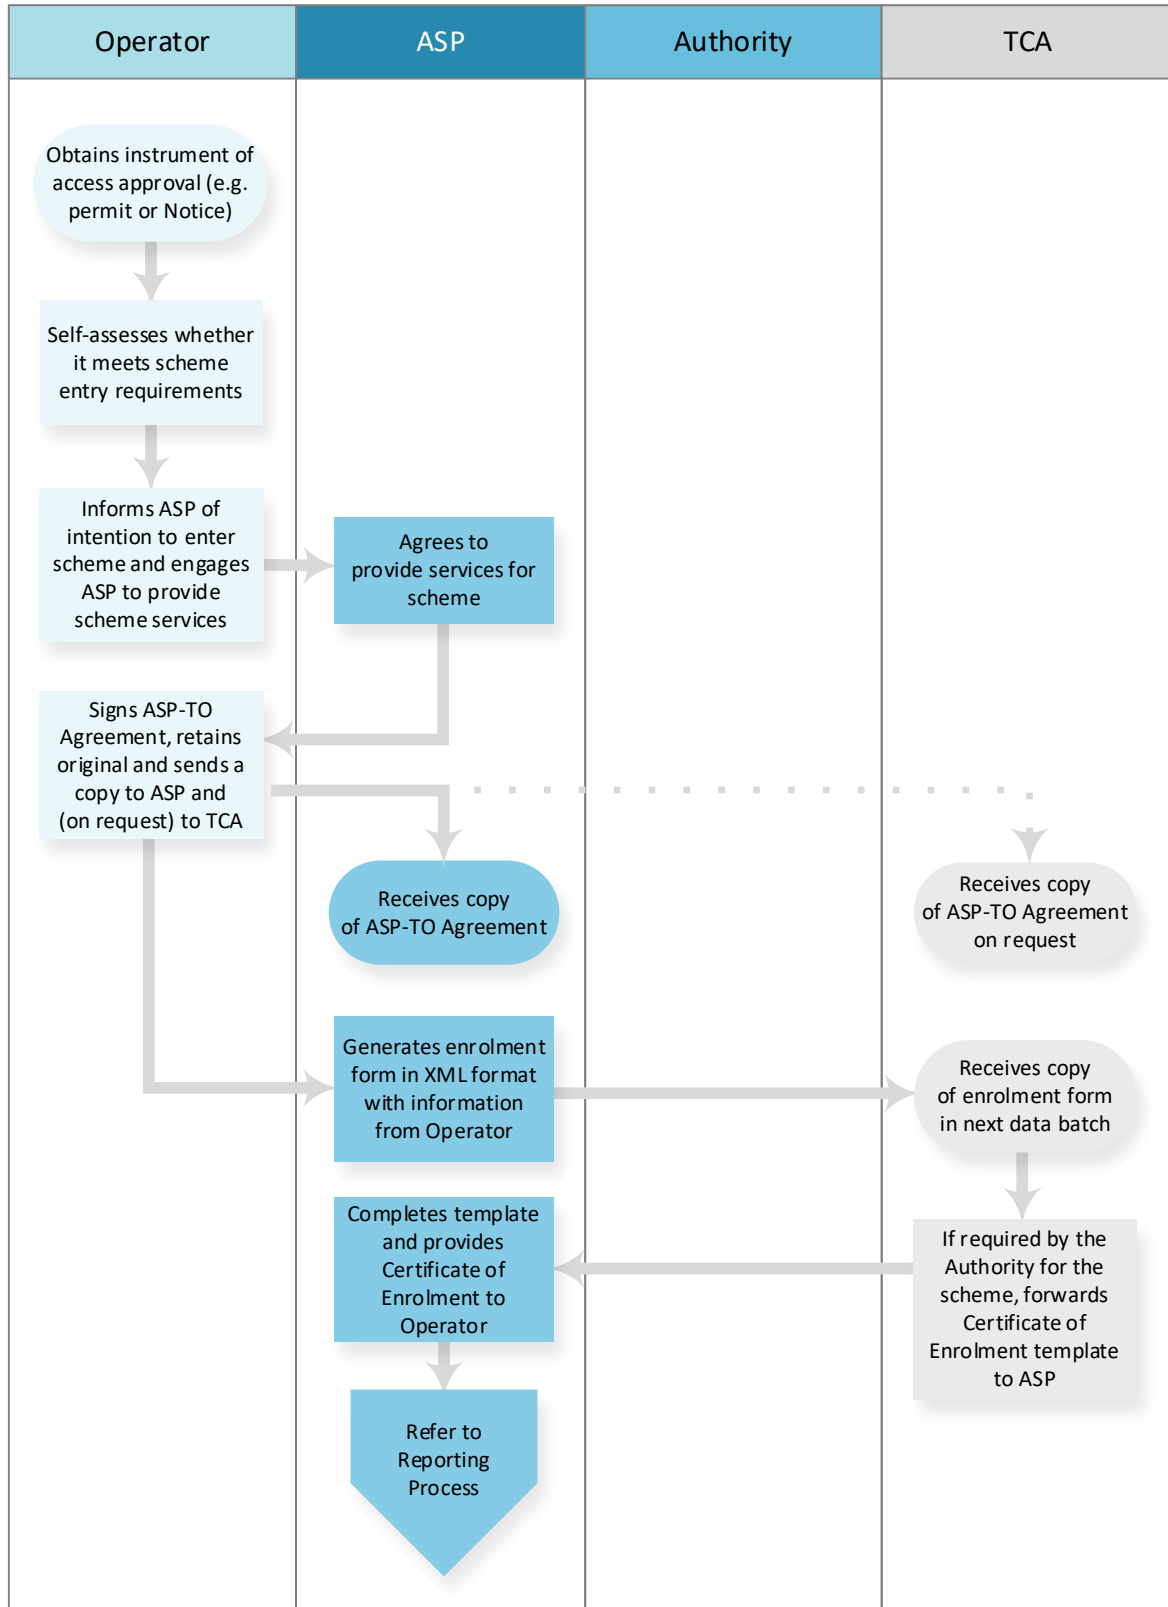 Operator
ASP
Authority
TCA
Obtains instrument of
access approval (e.g.
permit or Notice)
Self-assesses whether
it meets scheme
entry requirements
Informs ASP of
intention to enter
scheme and engages
ASP to provide
scheme services
Agrees to
provide services for
scheme
Signs ASP-TO
Agreement, retains
original and sends a
copy to ASP and
(on request) to TCA
Receives copy
of ASP-TO Agreement
Receives copy
of ASP-TO Agreement
on request
Generates enrolment
form in XML format
with information
from Operator
Receives copy
of enrolment form
in next data batch
Completes template
and provides
Certificate of
Enrolment to
Operator
If required by the
Authority for the
scheme, forwards
Certificate of
Enrolment template
to ASP
Refer to
Reporting
Process